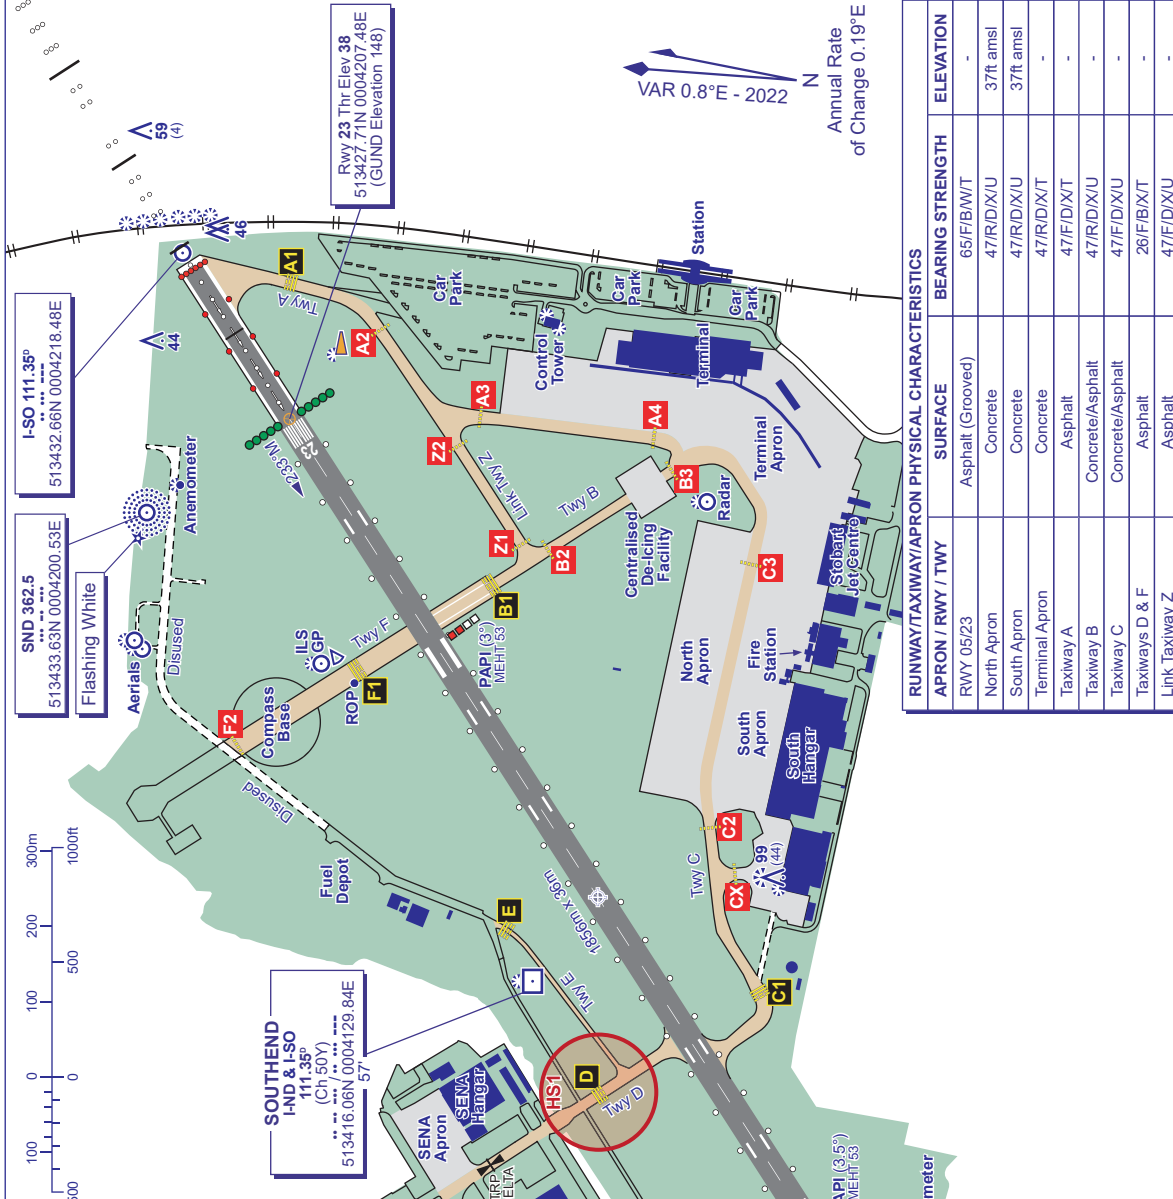 I-SO 111.35º
•• ••• •••• ••• ----
513432.66N 0004218.48E
SND 362.5
513433.63N 0004200.53E
Flashing White
Rwy 23 Thr Elev 38
513427.71N 0004207.48E
(GUND Elevation 148)
VAR 0.8°E - 2022
N
Annual Rate
of Change 0.19°E
59
(4)
46
44
A1
Twy A
A2
A3
A4
Car
Park
Car
Park
Car
Park
Station
Control
Tower
Terminal
Terminal
Apron
23
233°M
Anemometer
Aerials
Disused
Z2
Link Twy Z
Z1
Twy B
B1
B2
B3
Radar
Centralised
De-Icing
Facility
C3
Stobart
Jet Centre
ILS
GP
Twy F
ROP
F1
F2
Compass
Base
Disused
PAPI (3°)
MEHT 53
North
Apron
Fire
Station
South
Apron
South
Hangar
300m
200
100
0
100
1000ft
500
0
500
Fuel
Depot
E
Twy E
1856m x 36m
Twy C
C2
CX
99
(44)
C1
SOUTHEND
I-ND & I-SO
111.35º
(Ch 50Y)
513416.06N 0004129.84E
57'
HS1
D
Twy D
SENA
Apron
SENA
Hangar
TRP
ELTA
API (3.5°)
MEHT 53
meter
RUNWAY/TAXIWAY/APRON PHYSICAL CHARACTERISTICS
APRON / RWY / TWY SURFACE BEARING STRENGTH ELEVATION
RWY 05/23 Asphalt (Grooved) 65/F/B/W/T -
North Apron Concrete 47/R/D/X/U 37ft amsl
South Apron Concrete 47/R/D/X/U 37ft amsl
Terminal Apron Concrete 47/R/D/X/T -
Taxiway A Asphalt 47/F/D/X/T -
Taxiway B Concrete/Asphalt 47/R/D/X/U -
Taxiway C Concrete/Asphalt 47/F/D/X/U -
Taxiways D & F Asphalt 26/F/B/X/T -
Link Taxiway Z Asphalt 47/F/D/X/U -